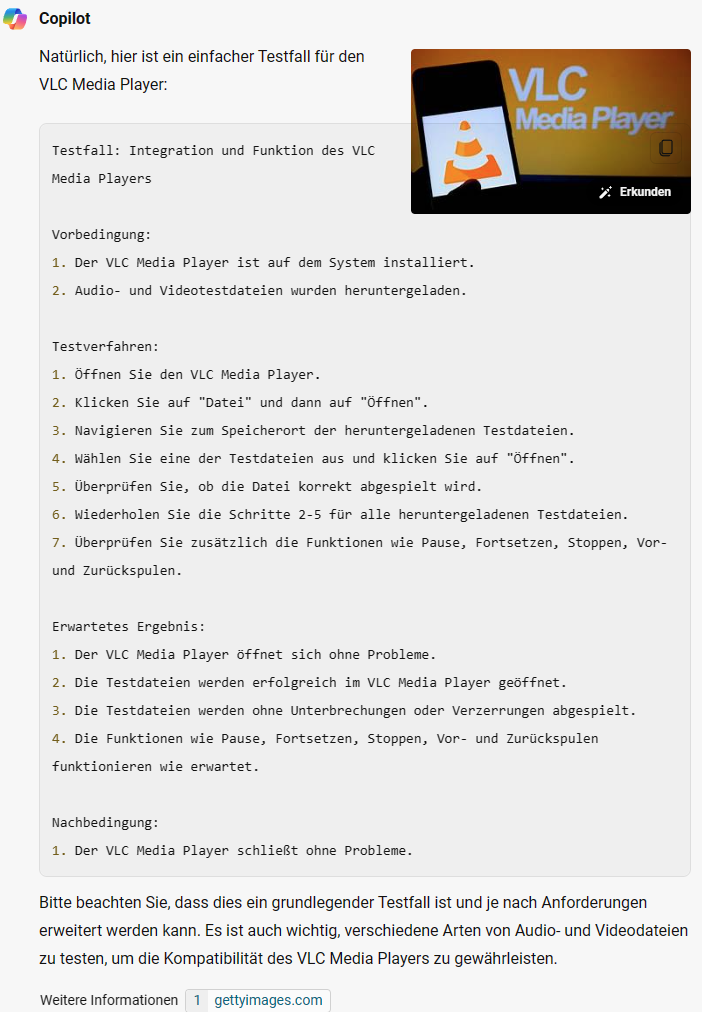 Copilot
Natürlich, hier ist ein einfacher Testfall für den
VLC Media Player:
VLC
Media Player
Erkunden
Testfall: Integration und Funktion des VLC
Media Players
Vorbedingung:
1. Der VLC Media Player ist auf dem System installiert.
2. Audio- und Videotestdateien wurden heruntergeladen.
Testverfahren:
1. Öffnen Sie den VLC Media Player.
2. Klicken Sie auf "Datei" und dann auf "Öffnen".
3. Navigieren Sie zum Speicherort der heruntergeladenen Testdateien.
4. Wählen Sie eine der Testdateien aus und klicken Sie auf "Öffnen".
5. Überprüfen Sie, ob die Datei korrekt abgespielt wird.
6. Wiederholen Sie die Schritte 2-5 für alle heruntergeladenen Testdateien.
7. Überprüfen Sie zusätzlich die Funktionen wie Pause, Fortsetzen, Stoppen, Vor-
und Zurückspulen.
Erwartetes Ergebnis:
1. Der VLC Media Player öffnet sich ohne Probleme.
2. Die Testdateien werden erfolgreich im VLC Media Player geöffnet.
3. Die Testdateien werden ohne Unterbrechungen oder Verzerrungen abgespielt.
4. Die Funktionen wie Pause, Fortsetzen, Stoppen, Vor- und Zurückspulen
funktionieren wie erwartet.
Nachbedingung:
1. Der VLC Media Player schließt ohne Probleme.
Bitte beachten Sie, dass dies ein grundlegender Testfall ist und je nach Anforderungen
erweitert werden kann. Es ist auch wichtig, verschiedene Arten von Audio- und Videodateien
zu testen, um die Kompatibilität des VLC Media Players zu gewährleisten.
Weitere Informationen 1 gettyimages.com